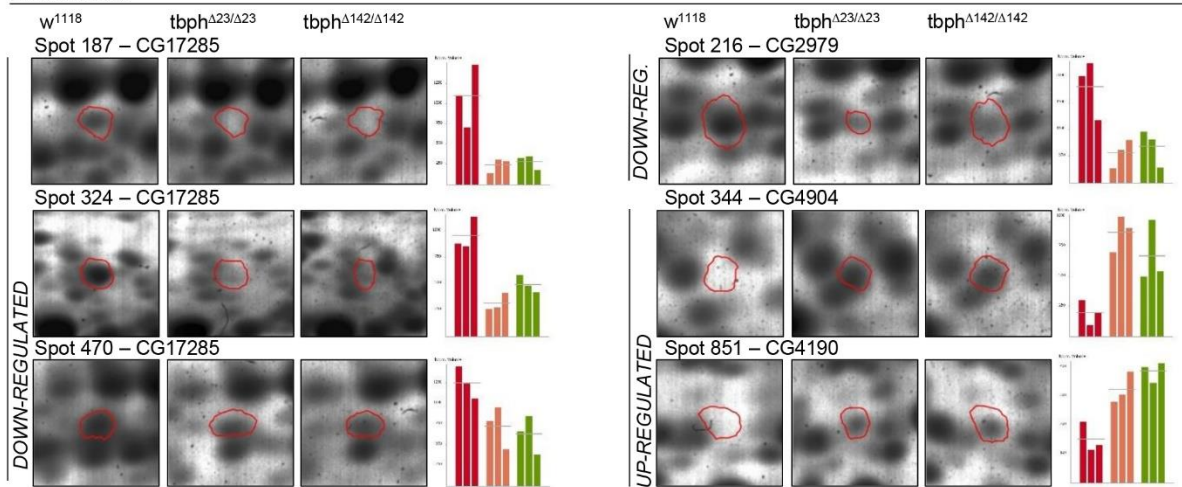 w1118 tbphΔ23/Δ23 tbphΔ142/Δ142
Spot 187 – CG17285
Spot 324 – CG17285
Spot 470 – CG17285
DOWN-REGULATED
w1118 tbphΔ23/Δ23 tbphΔ142/Δ142
Spot 216 – CG2979
DOWN-REG.
Spot 344 – CG4904
Spot 851 – CG4190
UP-REGULATED